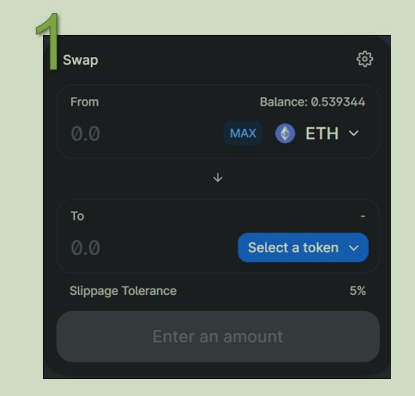 1
Swap
From Balance: 0.539344
0.0 MAX ETH
To -
0.0 Select a token
Slippage Tolerance 5%
Enter an amount